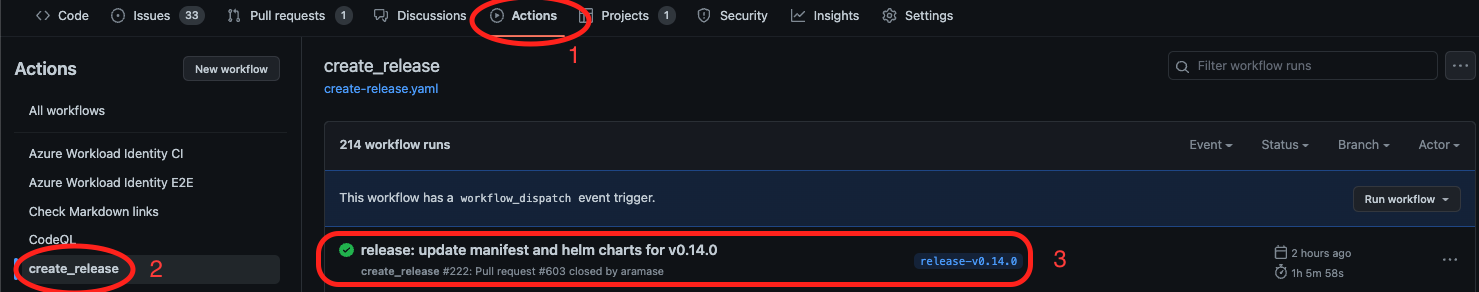 Code Issues 33 Pull requests 1 Discussions Actions Projects 1 Security Insights Settings
1
Actions New workflow
create_release
Filter workflow runs
create-release.yaml
All workflows
214 workflow runs Event Status Branch Actor
Azure Workload Identity CI
Azure Workload Identity E2E
This workflow has a workflow_dispatch event trigger. Run workflow
Check Markdown links
CodeQL
create_release 2
release: update manifest and helm charts for v0.14.0
create_release #222: Pull request #603 closed by aramase
release-v0.14.0 3
2 hours ago
1h 5m 58s